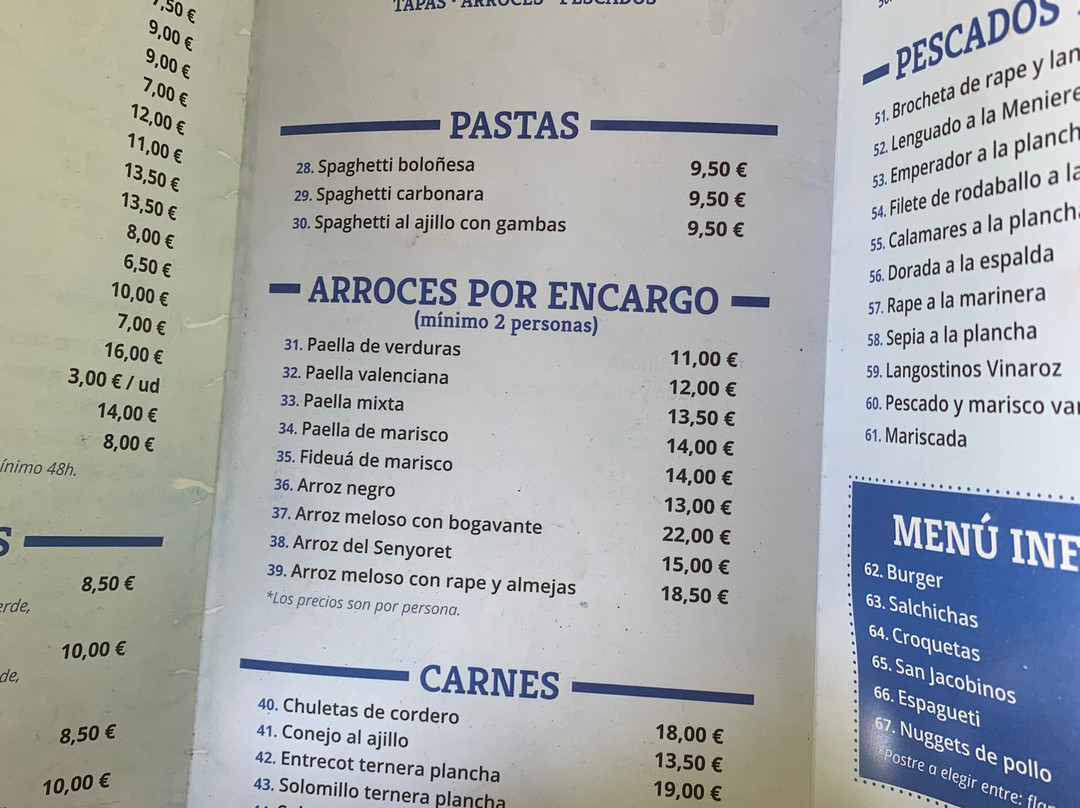 7,50 €
9,00 €
9,00 €
7,00 €
12,00 €
11,00 €
13,50 €
13,50 €
8,00 €
6,50 €
10,00 €
7,00 €
16,00 €
3,00 € / ud
14,00 €
8,00 €
ínimo 48h.
S
8,50 €
erde,
10,00 €
de,
8,50 €
10,00 €
TAPAS · ARROCES · PESCADOS
PASTAS
28. Spaghetti boloñesa 9,50 €
29. Spaghetti carbonara 9,50 €
30. Spaghetti al ajillo con gambas 9,50 €
ARROCES POR ENCARGO
(mínimo 2 personas)
31. Paella de verduras 11,00 €
32. Paella valenciana 12,00 €
33. Paella mixta 13,50 €
34. Paella de marisco 14,00 €
35. Fideuá de marisco 14,00 €
36. Arroz negro 13,00 €
37. Arroz meloso con bogavante 22,00 €
38. Arroz del Senyoret 15,00 €
39. Arroz meloso con rape y almejas 18,50 €
*Los precios son por persona.
CARNES
40. Chuletas de cordero 18,00 €
41. Conejo al ajillo 13,50 €
42. Entrecot ternera plancha 19,00 €
43. Solomillo ternera plancha
PESCADOS
51. Brocheta de rape y lan
52. Lenguado a la Meniere
53. Emperador a la planch
54. Filete de rodaballo a la
55. Calamares a la plancha
56. Dorada a la espalda
57. Rape a la marinera
58. Sepia a la plancha
59. Langostinos Vinaroz
60. Pescado y marisco var
61. Mariscada
MENÚ INF
62. Burger
63. Salchichas
64. Croquetas
65. San Jacobinos
66. Espagueti
67. Nuggets de pollo
*Postre a elegir entre: flan